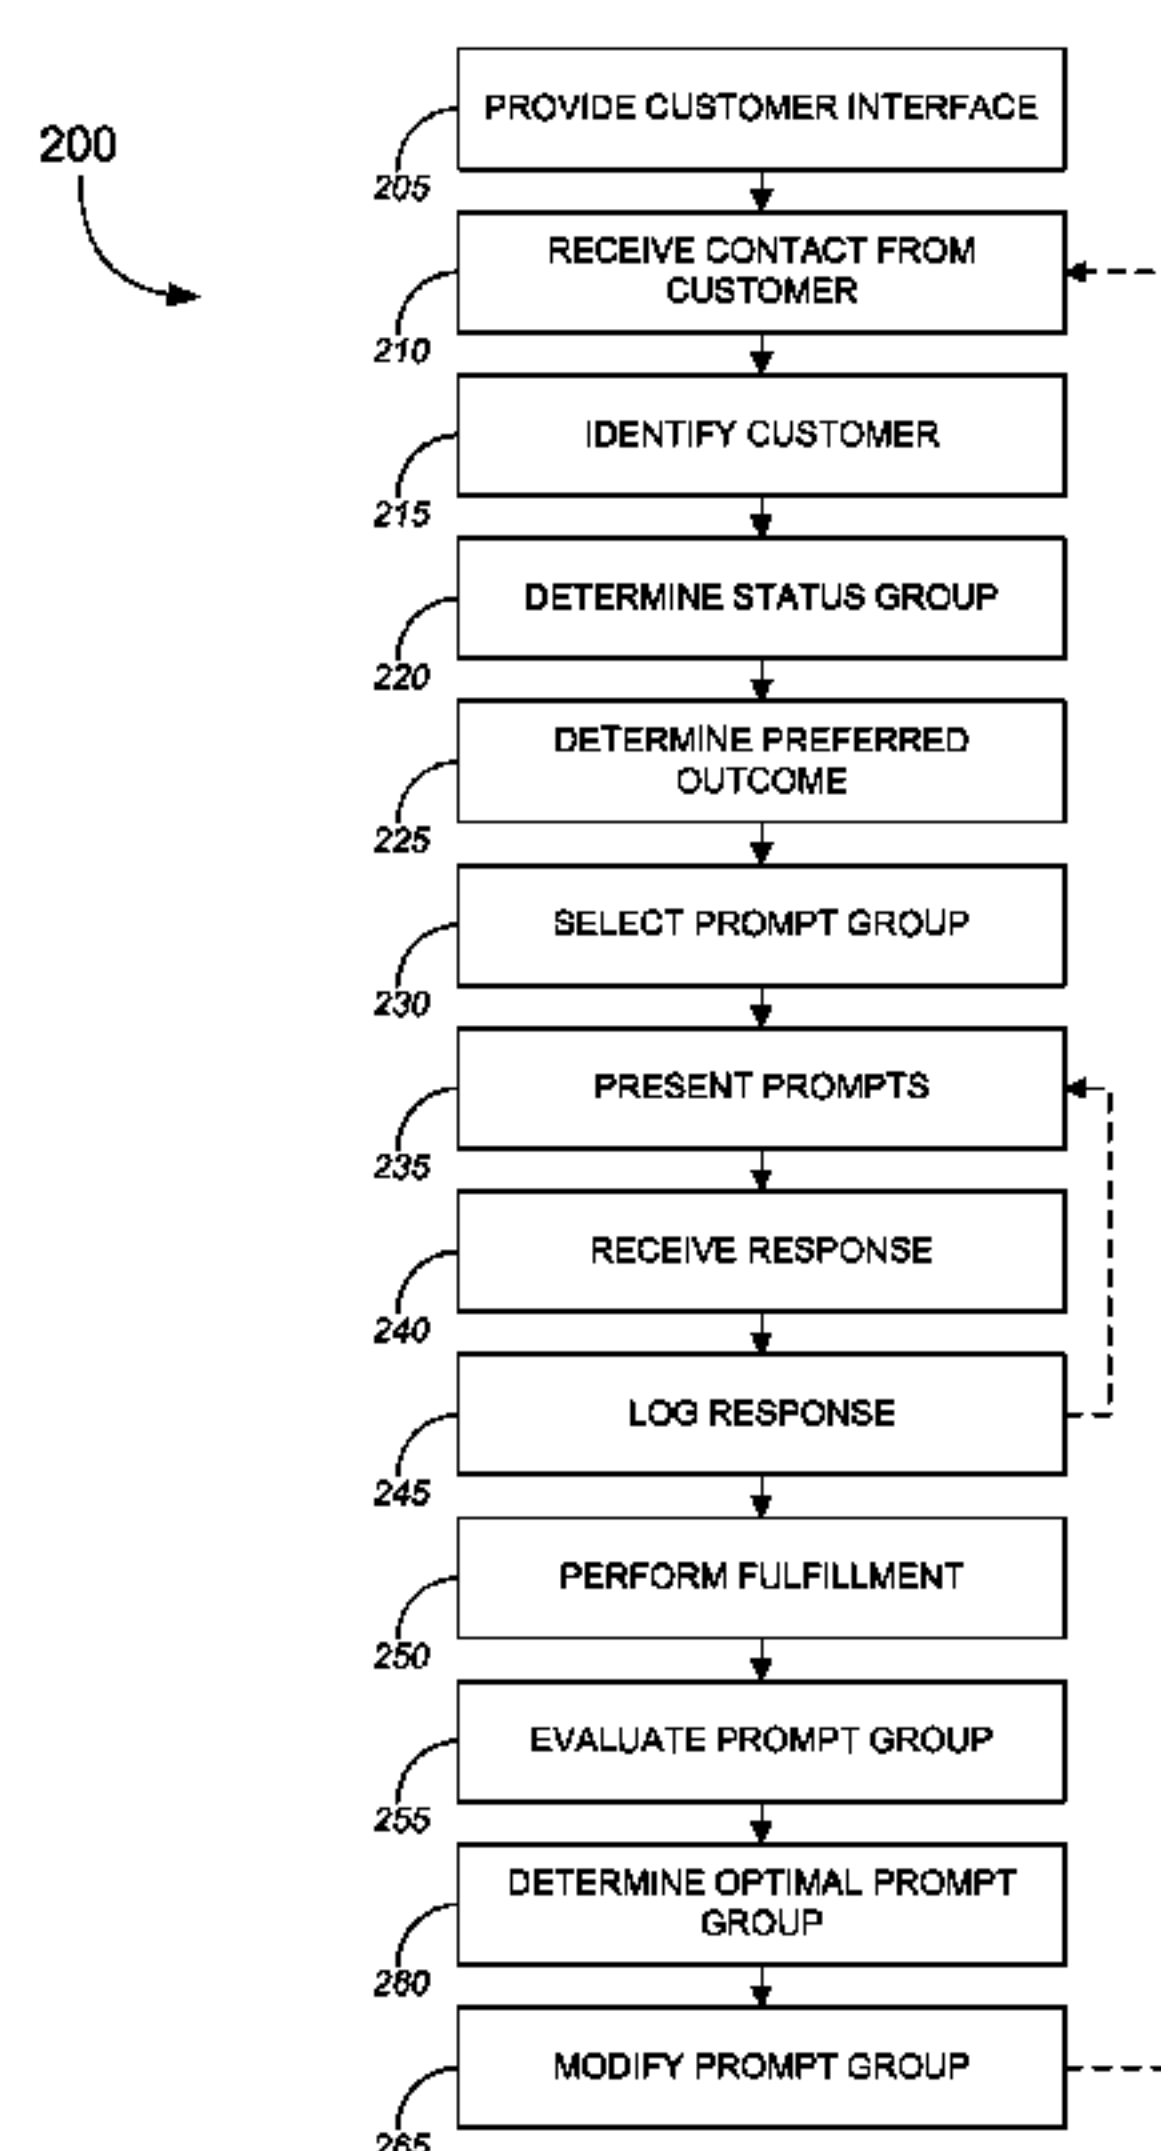 200
PROVIDE CUSTOMER INTERFACE
205
RECEIVE CONTACT FROM
CUSTOMER
210
IDENTIFY CUSTOMER
215
DETERMINE STATUS GROUP
220
DETERMINE PREFERRED
OUTCOME
225
SELECT PROMPT GROUP
230
PRESENT PROMPTS
235
RECEIVE RESPONSE
240
LOG RESPONSE
245
PERFORM FULFILLMENT
250
EVALUATE PROMPT GROUP
255
DETERMINE OPTIMAL PROMPT
GROUP
260
MODIFY PROMPT GROUP
265